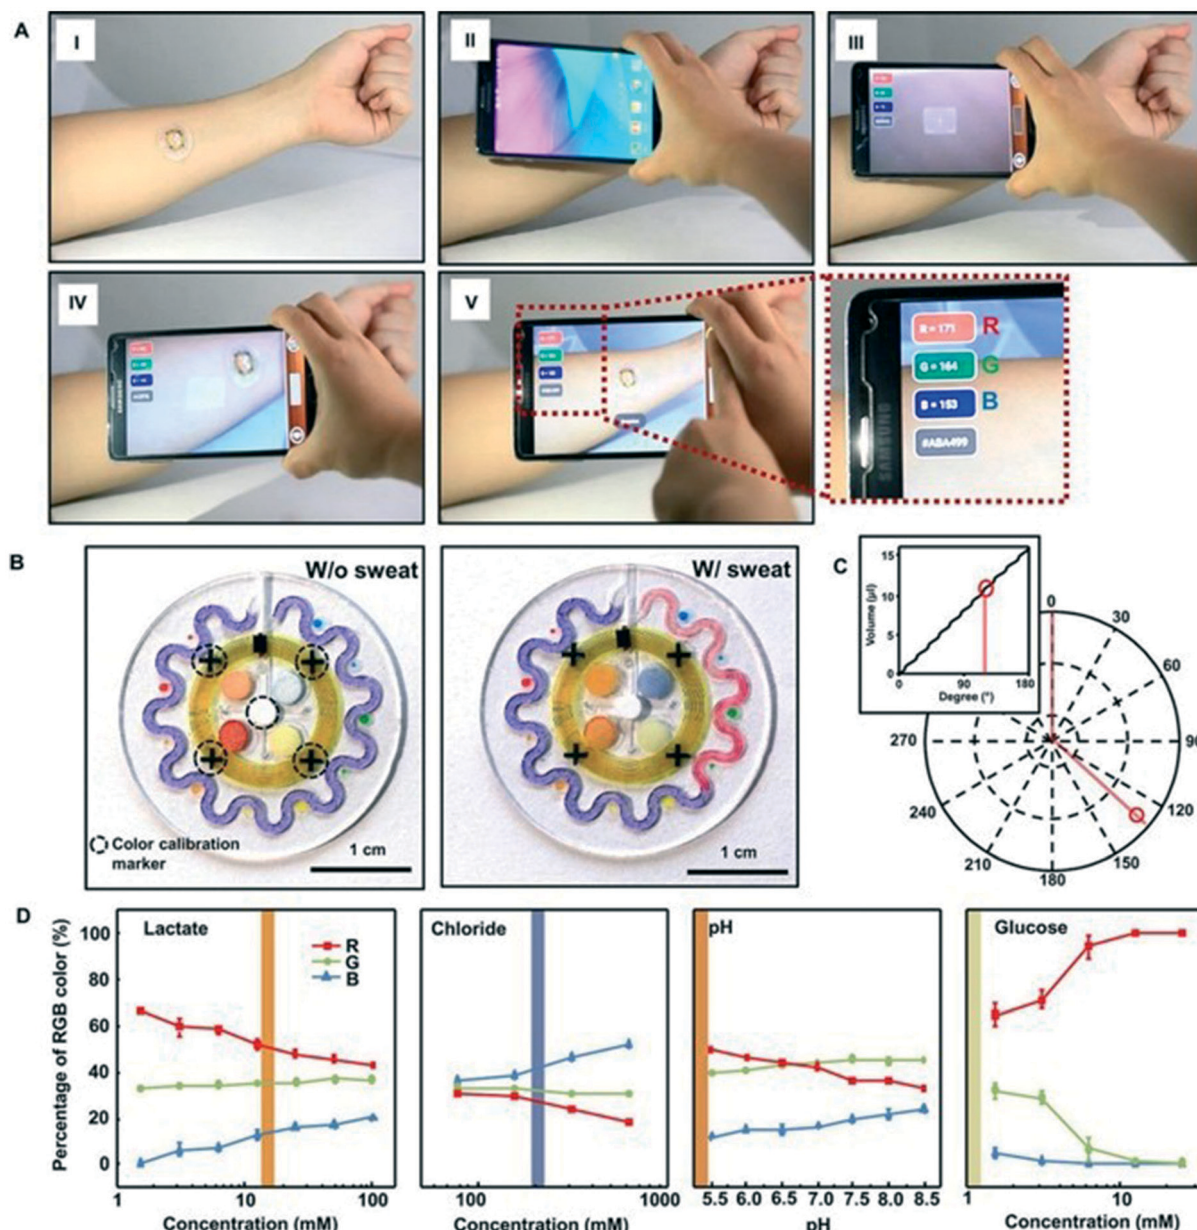 A
I
II
III
IV
V
R = 171
R
G = 164
G
B = 153
B
#ABA499
SAMSUNG
B
W/o sweat
Color calibration
marker
1 cm
W/ sweat
1 cm
C
Volume (µl)
15
10
5
0
0
90
180
Degree (°)
0
30
60
90
120
150
180
210
240
270
D
Percentage of RGB color (%)
100
80
60
40
20
0
Lactate
R
G
B
1
10
100
Concentration (mM)
Chloride
100
1000
Concentration (mM)
pH
5.5 6.0 6.5 7.0 7.5 8.0 8.5
pH
Glucose
1
10
Concentration (mM)